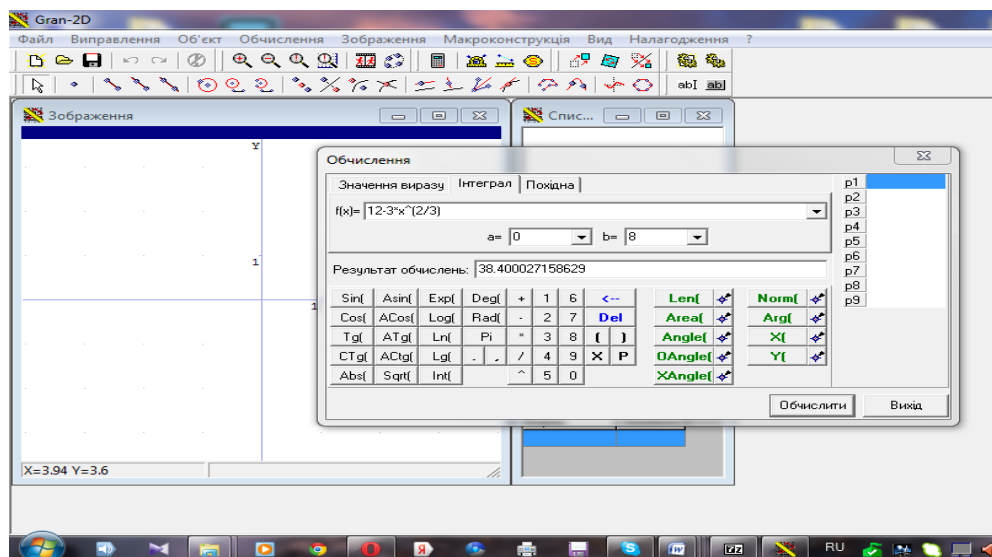 Gran-2D
Файл Виправлення Об'єкт Обчислення Зображення Макроконструкція Вид Налагодження ?
abI abI
Зображення
Спис...
Y
1
1
X=3.94 Y=3.6
Обчислення
Значення виразу Інтеграл Похідна
f(x)= 12-3*x^(2/3)
a= 0 b= 8
Результат обчислень: 38.400027158629
Sin( Asin( Exp( Deg( + 1 6 <-- Len( Norm(
Cos( ACos( Log( Rad( - 2 7 Del Area( Arg(
Tg( ATg( Ln( Pi * 3 8 ( ) Angle( X(
CTg( ACtg( Lg( . , / 4 9 X P OAngle( Y(
Abs( Sqrt( Int( ^ 5 0 XAngle(
p1
p2
p3
p4
p5
p6
p7
p8
p9
Обчислити Вихід
RU